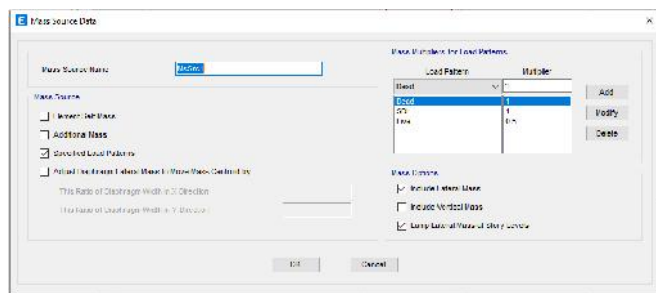 Mass Source Data
Mass Source Name
MsSrc1
Mass Source
Element Self Mass
Additional Mass
Specified Load Patterns
Adjust Diaphragm Lateral Mass to Move Mass Centroid by:
This Ratio of Diaphragm Width in X Direction
This Ratio of Diaphragm Width in Y Direction
Mass Multipliers for Load Patterns
Load Pattern Multiplier
Dead 1
Dead 1
Live 0.5
Add
Modify
Delete
Mass Options
Include Lateral Mass
Include Vertical Mass
Lump Lateral Mass at Story Levels
OK Cancel